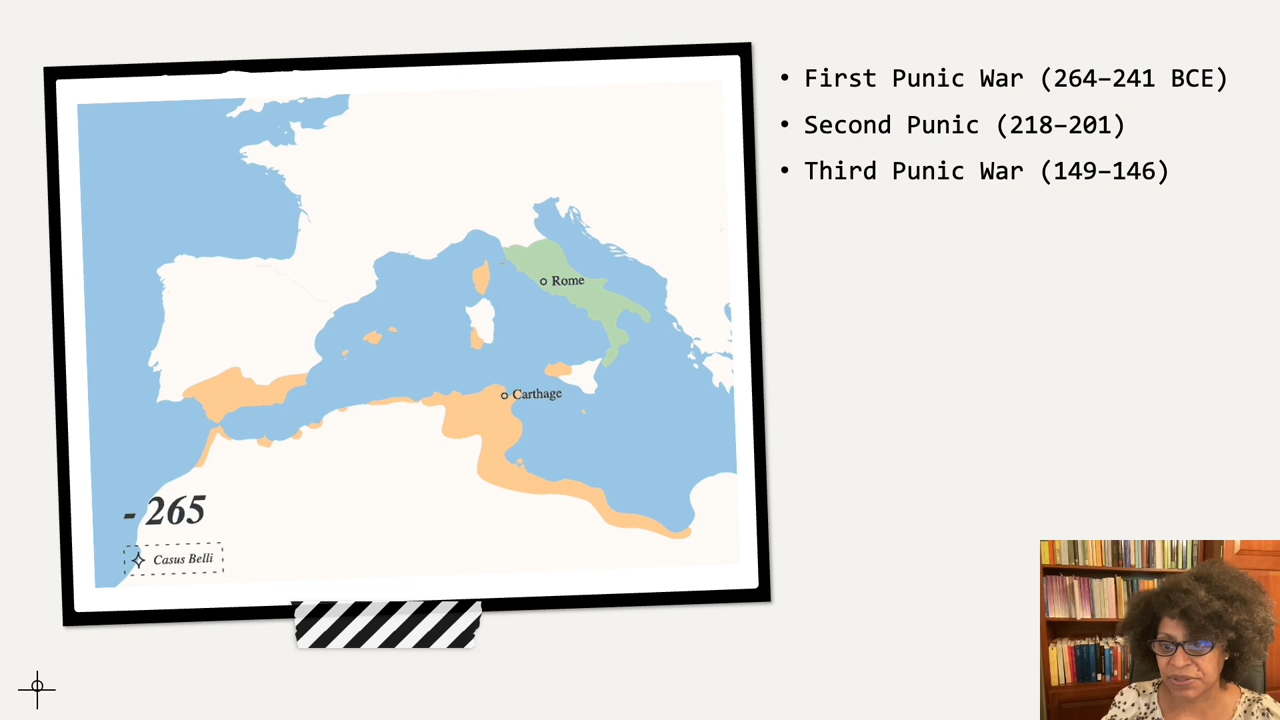 • First Punic War (264–241 BCE)
• Second Punic (218–201)
• Third Punic War (149–146)
Rome
Carthage
- 265
Casus Belli